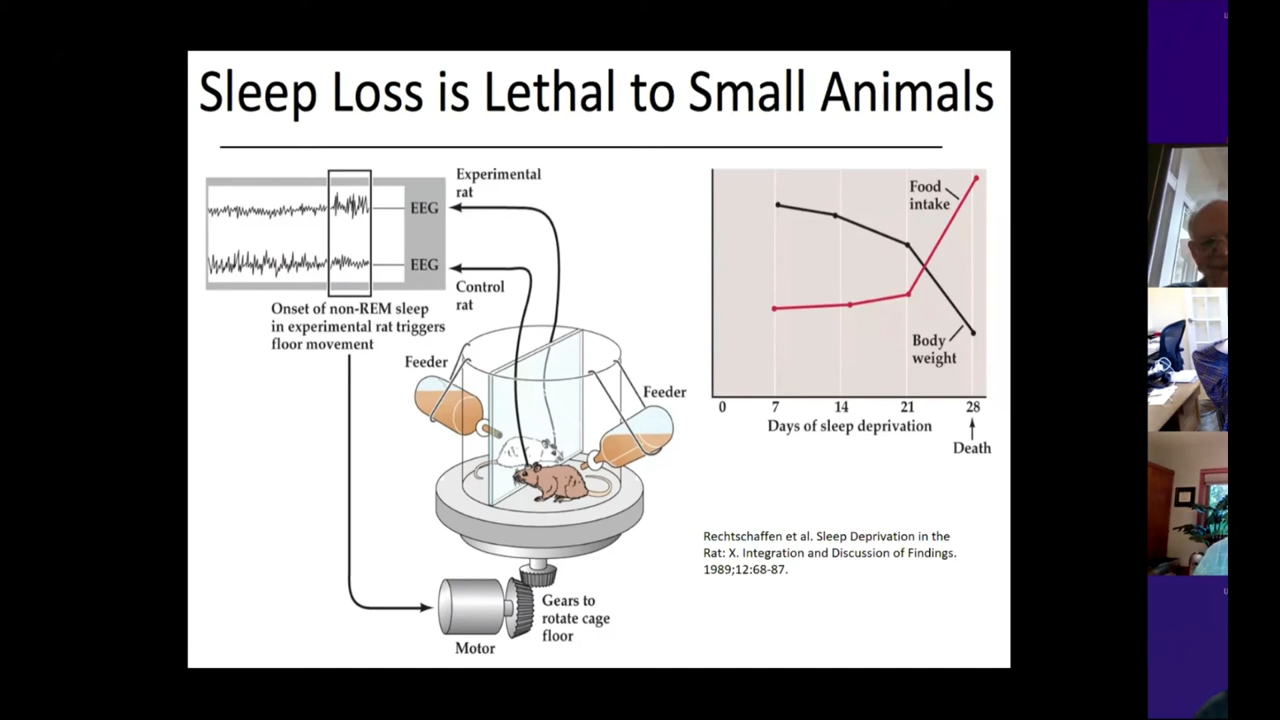 Sleep Loss is Lethal to Small Animals
Experimental
rat
EEG
EEG
Control
rat
Onset of non-REM sleep
in experimental rat triggers
floor movement
Feeder
Feeder
Gears to
rotate cage
floor
Motor
Food
intake
Body
weight
0 7 14 21 28
Days of sleep deprivation
Death
Rechtschaffen et al. Sleep Deprivation in the
Rat: X. Integration and Discussion of Findings.
1989;12:68-87.